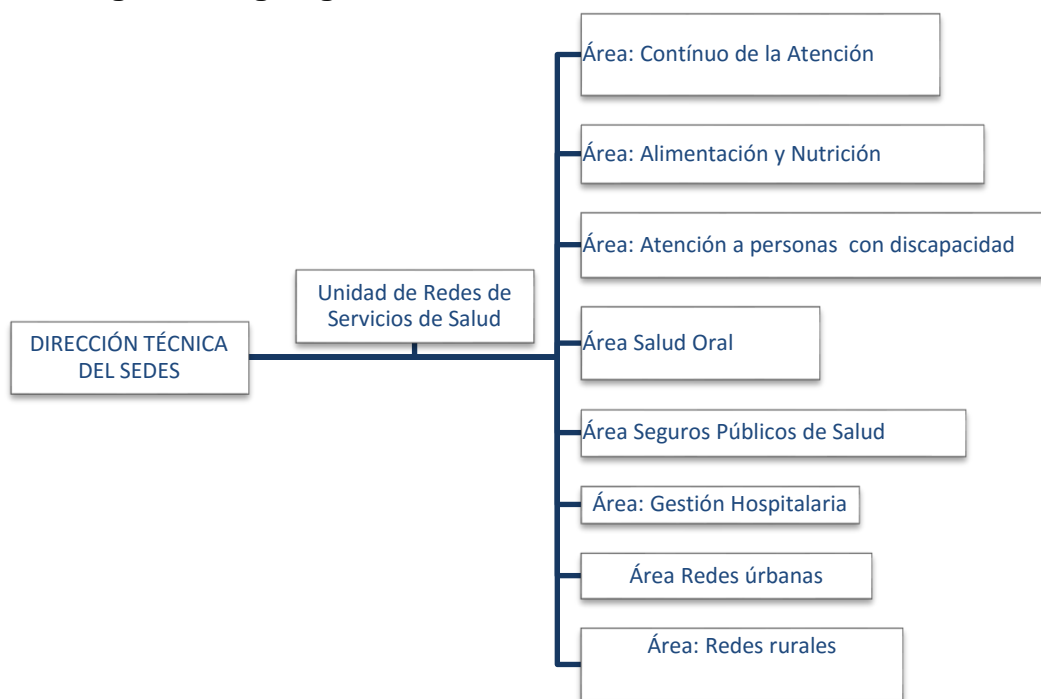 Área: Contínuo de la Atención
Área: Alimentación y Nutrición
Área: Atención a personas con discapacidad
Unidad de Redes de
Servicios de Salud
DIRECCIÓN TÉCNICA
DEL SEDES
Área Salud Oral
Área Seguros Públicos de Salud
Área: Gestión Hospitalaria
Área Redes úrbanas
Área: Redes rurales